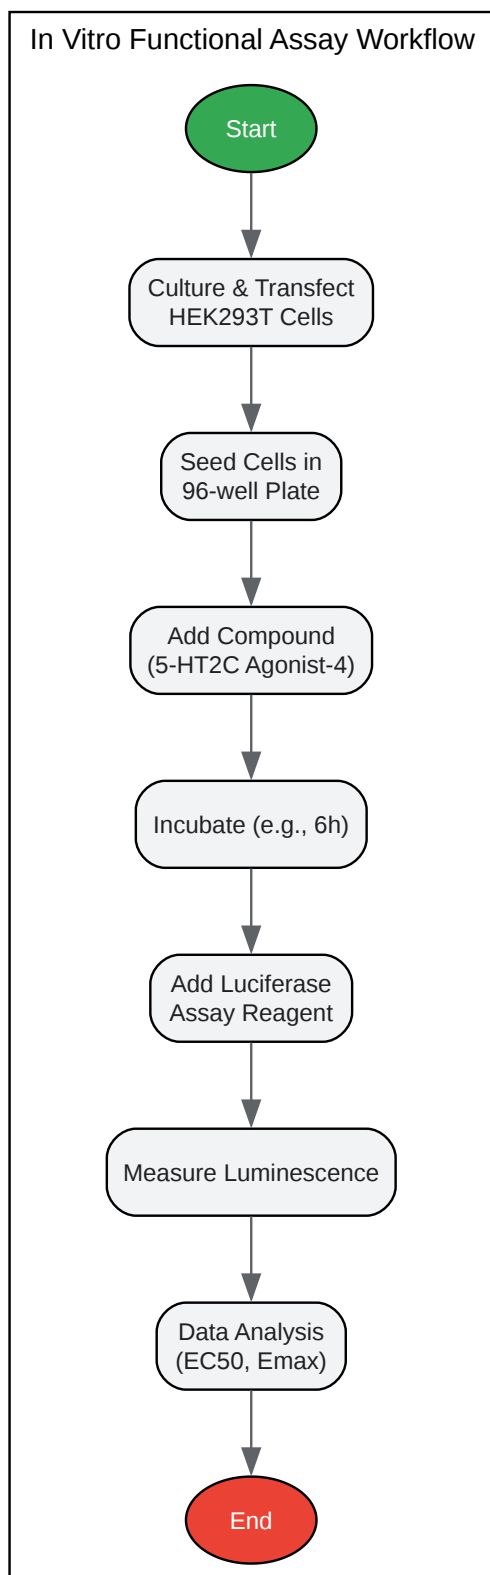 In Vitro Functional Assay Workflow
Start
Culture & Transfect
HEK293T Cells
Seed Cells in
96-well Plate
Add Compound
(5-HT2C Agonist-4)
Incubate (e.g., 6h)
Add Luciferase
Assay Reagent
Measure Luminescence
Data Analysis
(EC50, Emax)
End